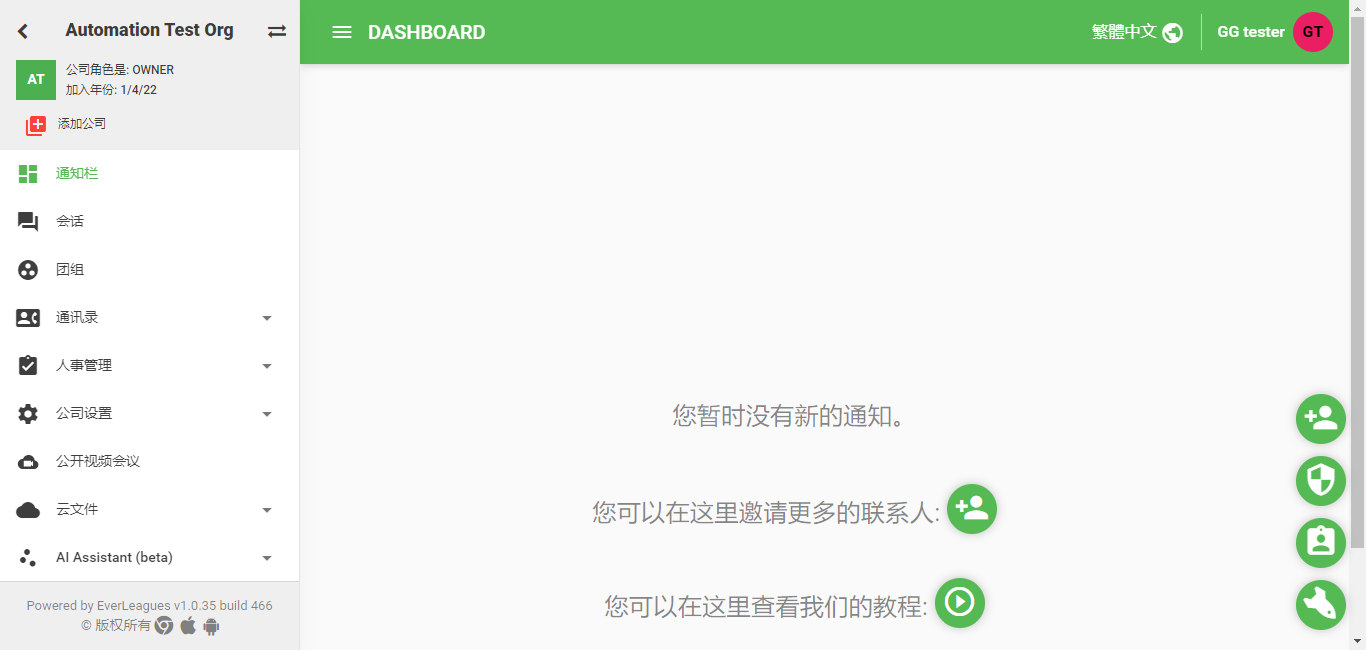 Automation Test Org
AT
公司角色是: OWNER
加入年份: 1/4/22
添加公司
通知栏
会话
团组
通讯录
人事管理
公司设置
公开视频会议
云文件
AI Assistant (beta)
Powered by EverLeagues v1.0.35 build 466
© 版权所有
DASHBOARD
繁體中文
GG tester
GT
您暂时没有新的通知。
您可以在这里邀请更多的联系人:
您可以在这里查看我们的教程: